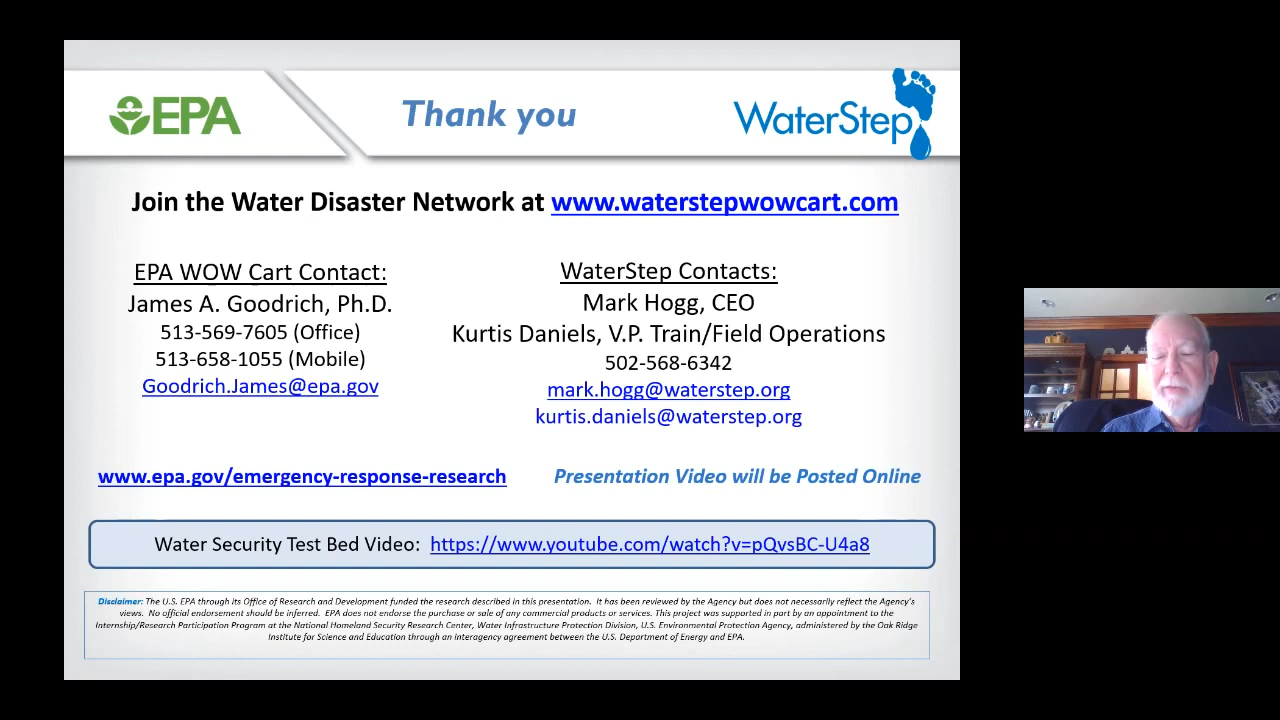 EPA
Thank you
WaterStep
Join the Water Disaster Network at www.waterstepwowcart.com
EPA WOW Cart Contact:
James A. Goodrich, Ph.D.
513-569-7605 (Office)
513-658-1055 (Mobile)
Goodrich.James@epa.gov
WaterStep Contacts:
Mark Hogg, CEO
Kurtis Daniels, V.P. Train/Field Operations
502-568-6342
mark.hogg@waterstep.org
kurtis.daniels@waterstep.org
www.epa.gov/emergency-response-research
Presentation Video will be Posted Online
Water Security Test Bed Video: https://www.youtube.com/watch?v=pQvsBC-U4a8
Disclaimer: The U.S. EPA through its Office of Research and Development funded the research described in this presentation. It has been reviewed by the Agency but does not necessarily reflect the Agency's
views. No official endorsement should be inferred. EPA does not endorse the purchase or sale of any commercial products or services. This project was supported in part by an appointment to the
Internship/Research Participation Program at the National Homeland Security Research Center, Water Infrastructure Protection Division, U.S. Environmental Protection Agency, administered by the Oak Ridge
Institute for Science and Education through an interagency agreement between the U.S. Department of Energy and EPA.